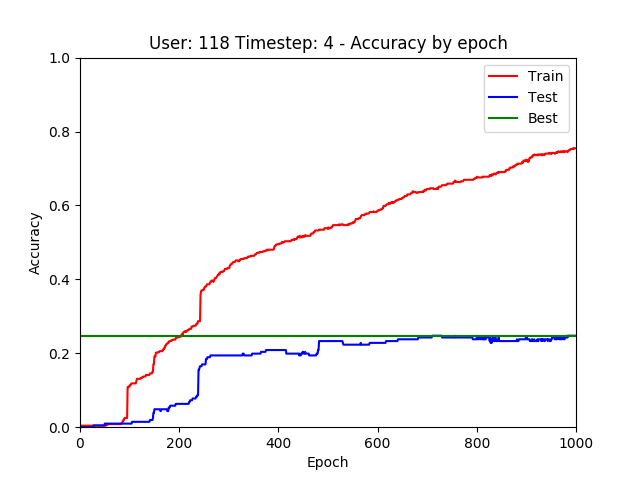 User: 118 Timestep: 4 - Accuracy by epoch
Train
Test
Best
Accuracy
1.0
0.8
0.6
0.4
0.2
0.0
0 200 400 600 800 1000
Epoch